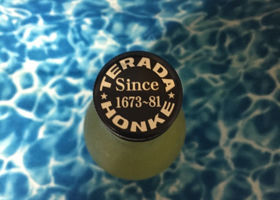 TERADA
Since
1673~81
HONKE